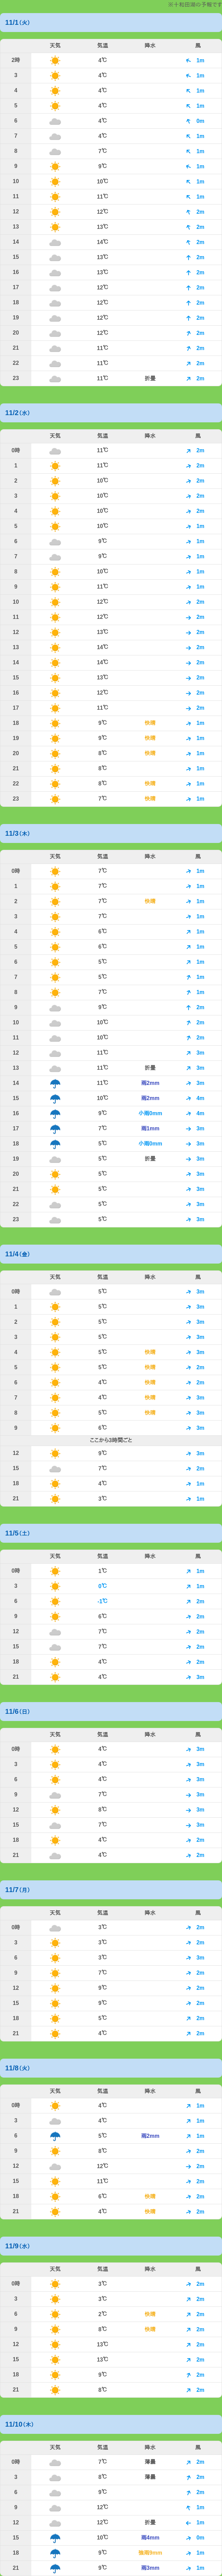 ※十和田湖の予報です
11/1（火）
天気 気温 降水 風
2時 4℃ 1m
3 4℃ 1m
4 4℃ 1m
5 4℃ 1m
6 4℃ 0m
7 4℃ 1m
8 7℃ 1m
9 9℃ 1m
10 10℃ 1m
11 11℃ 1m
12 12℃ 2m
13 13℃ 2m
14 14℃ 2m
15 13℃ 2m
16 13℃ 2m
17 12℃ 2m
18 12℃ 2m
19 12℃ 2m
20 12℃ 2m
21 11℃ 2m
22 11℃ 2m
23 11℃ 折曇 2m
11/2（水）
天気 気温 降水 風
0時 11℃ 2m
1 11℃ 2m
2 10℃ 2m
3 10℃ 2m
4 10℃ 2m
5 10℃ 1m
6 9℃ 1m
7 9℃ 1m
8 10℃ 1m
9 11℃ 1m
10 12℃ 2m
11 12℃ 2m
12 13℃ 2m
13 14℃ 2m
14 14℃ 2m
15 13℃ 2m
16 12℃ 2m
17 11℃ 2m
18 9℃ 快晴 1m
19 9℃ 快晴 1m
20 8℃ 快晴 1m
21 8℃ 1m
22 8℃ 快晴 1m
23 7℃ 快晴 1m
11/3（木）
天気 気温 降水 風
0時 7℃ 1m
1 7℃ 1m
2 7℃ 快晴 1m
3 7℃ 1m
4 6℃ 1m
5 6℃ 1m
6 5℃ 1m
7 5℃ 1m
8 7℃ 1m
9 9℃ 2m
10 10℃ 2m
11 10℃ 2m
12 11℃ 3m
13 11℃ 折曇 3m
14 11℃ 雨2mm 3m
15 10℃ 雨2mm 4m
16 9℃ 小雨0mm 4m
17 7℃ 雨1mm 3m
18 5℃ 小雨0mm 3m
19 5℃ 折曇 3m
20 5℃ 3m
21 5℃ 3m
22 5℃ 3m
23 5℃ 3m
11/4（金）
天気 気温 降水 風
0時 5℃ 3m
1 5℃ 3m
2 5℃ 3m
3 5℃ 3m
4 5℃ 快晴 3m
5 5℃ 快晴 2m
6 4℃ 快晴 2m
7 4℃ 快晴 3m
8 5℃ 快晴 3m
9 6℃ 3m
ここから3時間ごと
12 9℃ 3m
15 7℃ 2m
18 4℃ 1m
21 3℃ 1m
11/5（土）
天気 気温 降水 風
0時 1℃ 1m
3 0℃ 1m
6 -1℃ 2m
9 6℃ 2m
12 7℃ 2m
15 7℃ 2m
18 4℃ 2m
21 4℃ 3m
11/6（日）
天気 気温 降水 風
0時 4℃ 3m
3 4℃ 3m
6 4℃ 3m
9 7℃ 3m
12 8℃ 3m
15 7℃ 3m
18 4℃ 2m
21 4℃ 2m
11/7（月）
天気 気温 降水 風
0時 3℃ 2m
3 3℃ 2m
6 3℃ 3m
9 7℃ 2m
12 9℃ 2m
15 9℃ 2m
18 5℃ 2m
21 4℃ 2m
11/8（火）
天気 気温 降水 風
0時 4℃ 1m
3 4℃ 1m
6 5℃ 雨2mm 1m
9 8℃ 2m
12 12℃ 2m
15 11℃ 2m
18 6℃ 快晴 2m
21 4℃ 快晴 2m
11/9（水）
天気 気温 降水 風
0時 3℃ 2m
3 3℃ 2m
6 2℃ 快晴 2m
9 8℃ 快晴 2m
12 13℃ 2m
15 13℃ 2m
18 9℃ 2m
21 8℃ 2m
11/10（木）
天気 気温 降水 風
0時 7℃ 薄曇 2m
3 8℃ 薄曇 2m
6 9℃ 2m
9 12℃ 1m
12 12℃ 折曇 1m
15 10℃ 雨4mm 0m
18 9℃ 1m
21 9℃ 雨3mm 1m